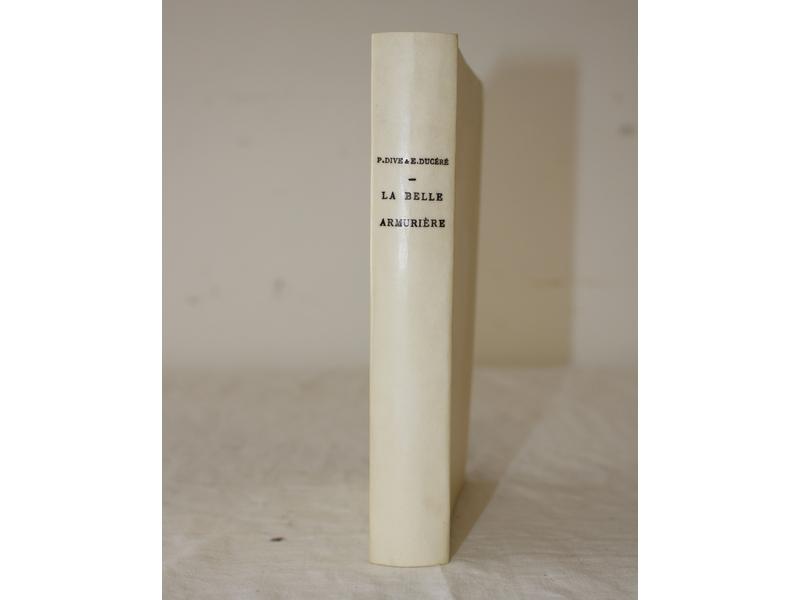 P. DIVE & E. DUCÉRÉ
—
LA BELLE
ARMURIÈRE